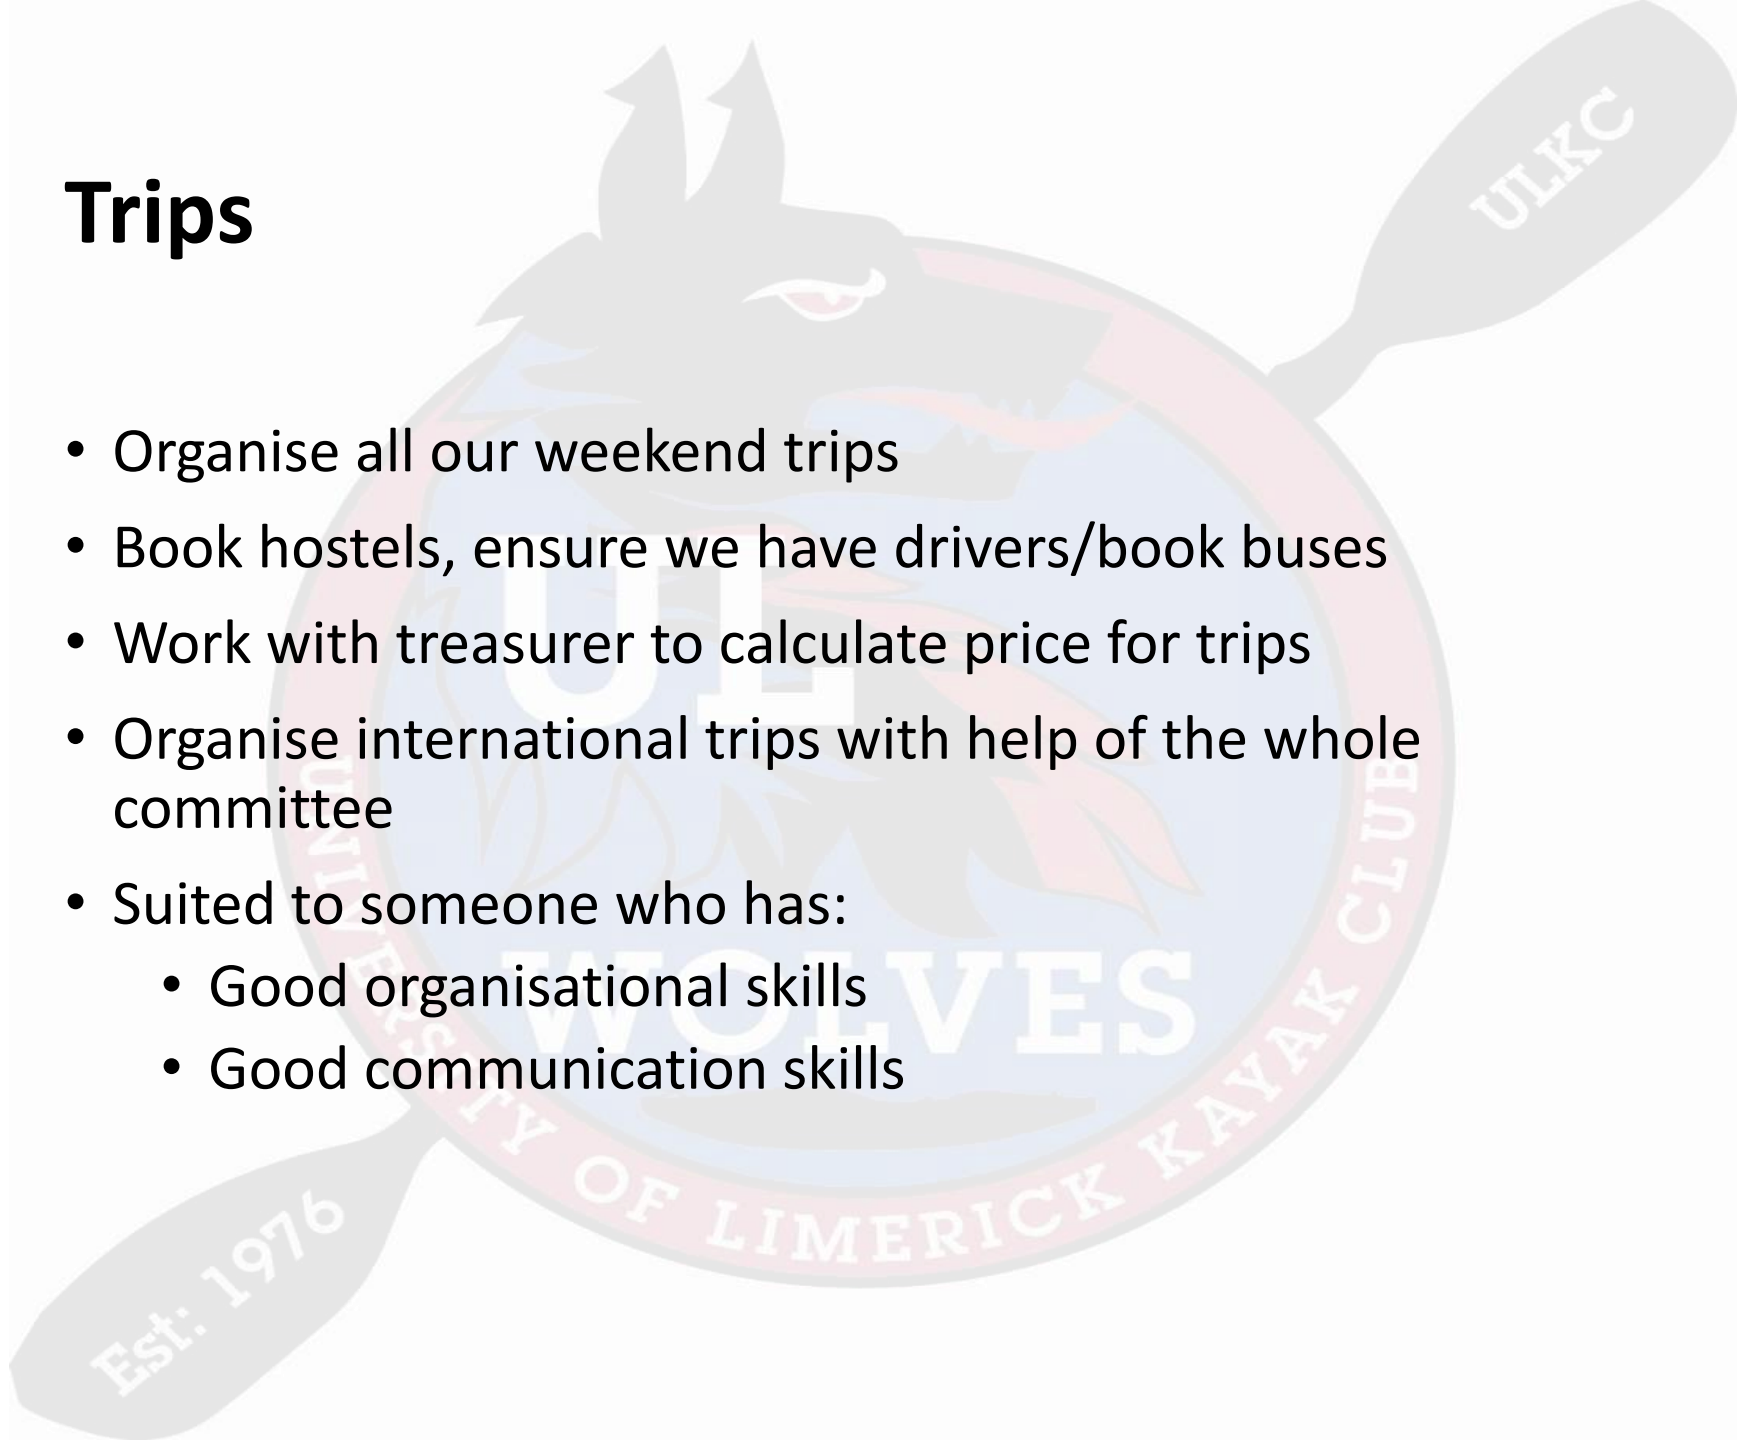 ULKC
Trips
• Organise all our weekend trips
• Book hostels, ensure we have drivers/book buses
• Work with treasurer to calculate price for trips
• Organise international trips with help of the whole
committee
• Suited to someone who has:
• Good organisational skills
• Good communication skills
UL
WOLVES
UNIVERSITY OF LIMERICK KAYAK CLUB
Est: 1976